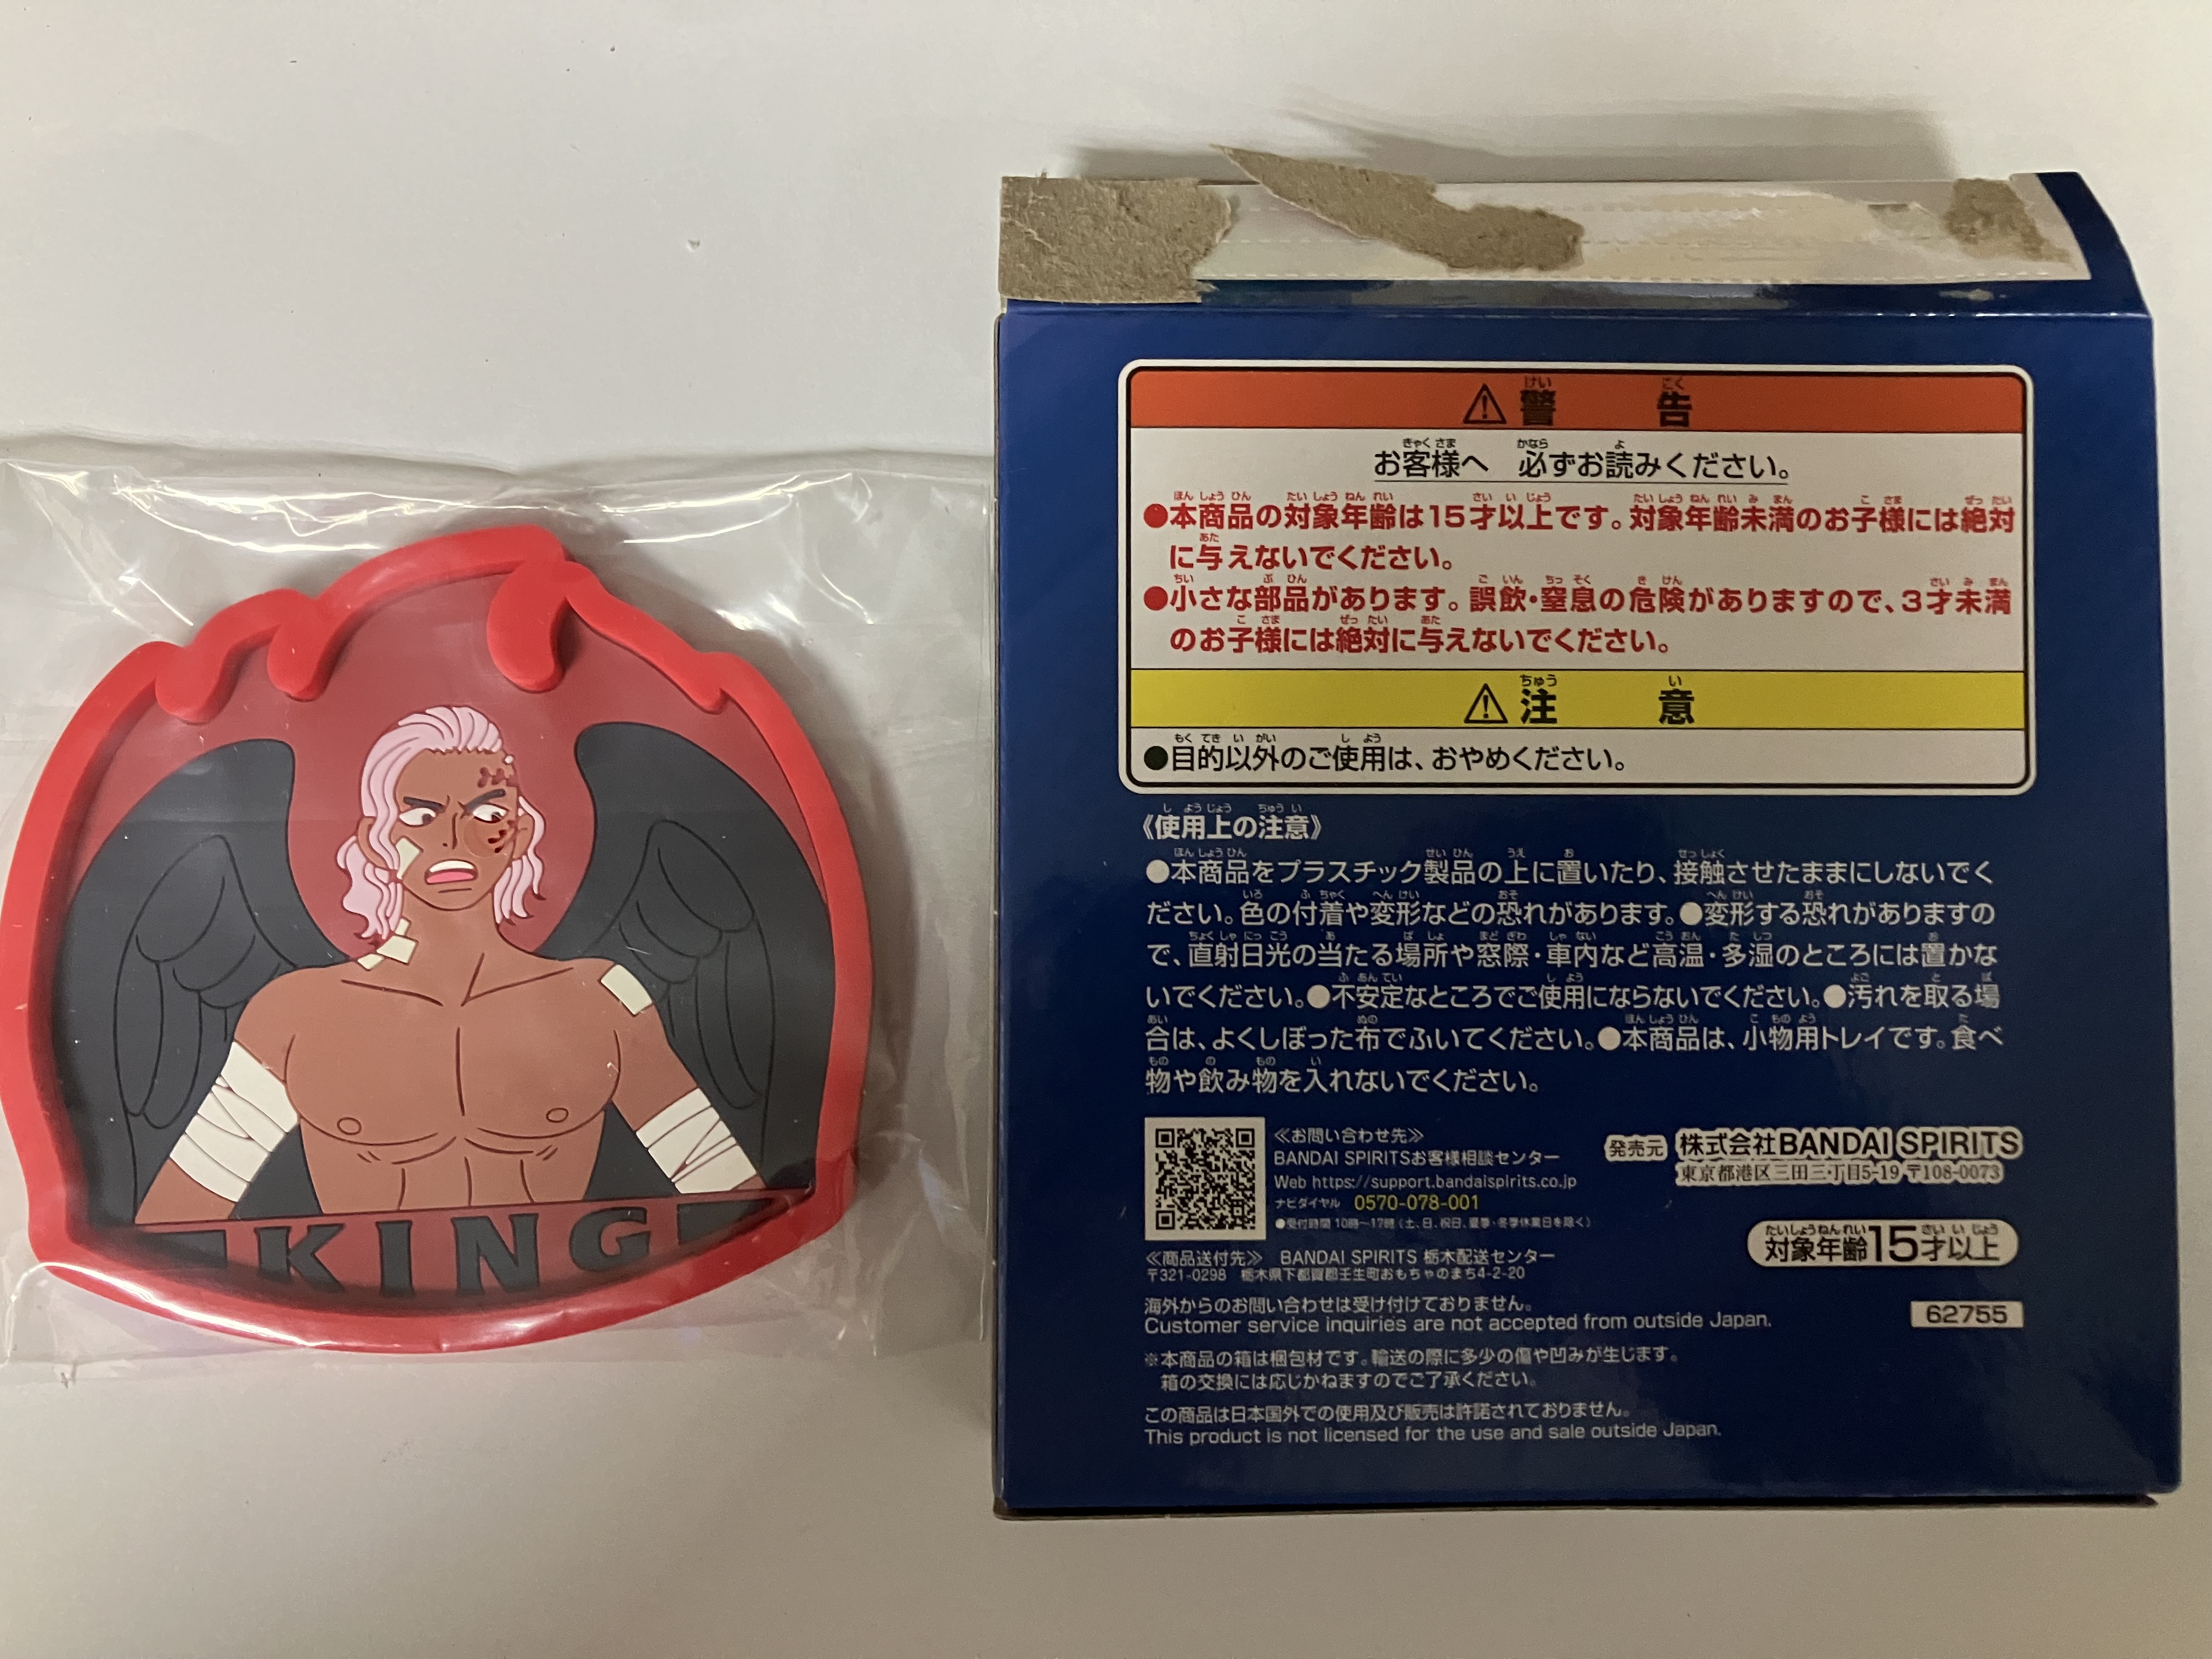 KING
警告
お客様へ 必ずお読みください。
●本商品の対象年齢は15才以上です。対象年齢未満のお子様には絶対
に与えないでください。
●小さな部品があります。誤飲・窒息の危険がありますので、3才未満
のお子様には絶対に与えないでください。
注意
●目的以外のご使用は、おやめください。
《使用上の注意》
●本商品をプラスチック製品の上に置いたり、接触させたままにしないでく
ださい。色の付着や変形などの恐れがあります。●変形する恐れがありますの
で、直射日光の当たる場所や窓際・車内など高温・多湿のところには置かな
いでください。●不安定なところでご使用にならないでください。●汚れを取る場
合は、よくしぼった布でふいてください。●本商品は、小物用トレイです。食べ
物や飲み物を入れないでください。
≪お問い合わせ先≫
BANDAI SPIRITSお客様相談センター
Web https://support.bandaispirits.co.jp
ナビダイヤル 0570-078-001
●受付時間 10時〜17時（土、日、祝日、夏季・冬季休業日を除く）
発売元 株式会社BANDAI SPIRITS
東京都港区三田三丁目5-19 〒108-0073
≪商品送付先≫ BANDAI SPIRITS 栃木配送センター
〒321-0298 栃木県下都賀郡壬生町おもちゃのまち4-2-20
対象年齢15才以上
海外からのお問い合わせは受け付けておりません。
Customer service inquiries are not accepted from outside Japan.
62755
※本商品の箱は梱包材です。輸送の際に多少の傷や凹みが生じます。
箱の交換には応じかねますのでご了承ください。
この商品は日本国外での使用及び販売は許諾されておりません。
This product is not licensed for the use and sale outside Japan.